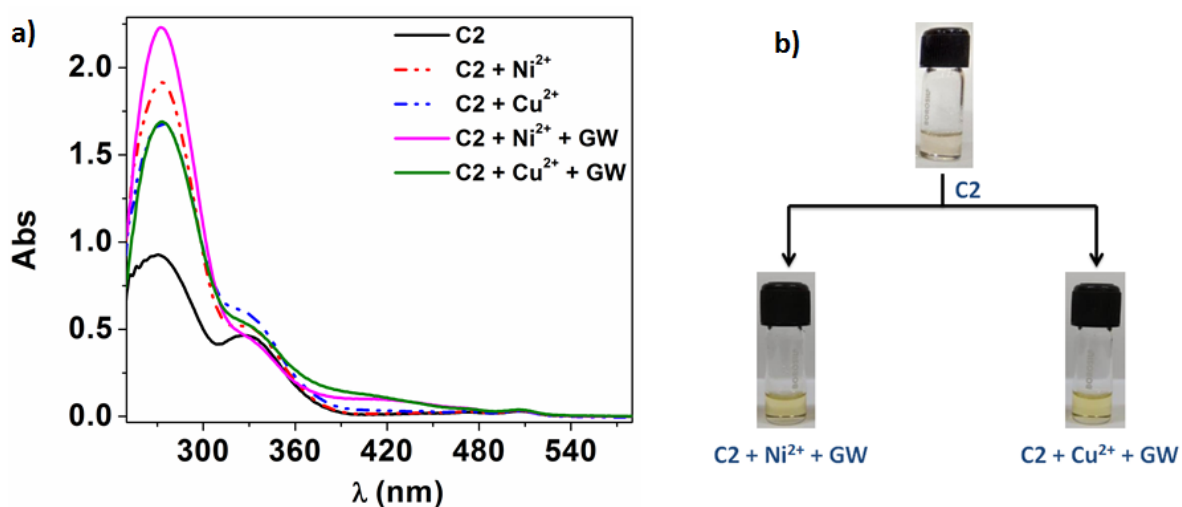 a)
Abs
2.0
1.5
1.0
0.5
0.0
C2
C2 + Ni²⁺
C2 + Cu²⁺
C2 + Ni²⁺ + GW
C2 + Cu²⁺ + GW
300 360 420 480 540
λ (nm)
b)
C2
C2 + Ni²⁺ + GW
C2 + Cu²⁺ + GW